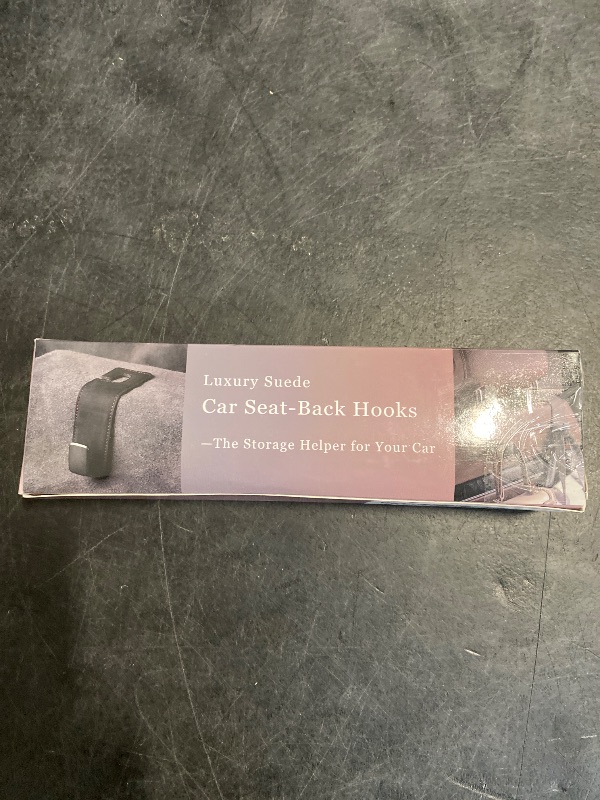 Luxury Suede
Car Seat-Back Hooks
—The Storage Helper for Your Car